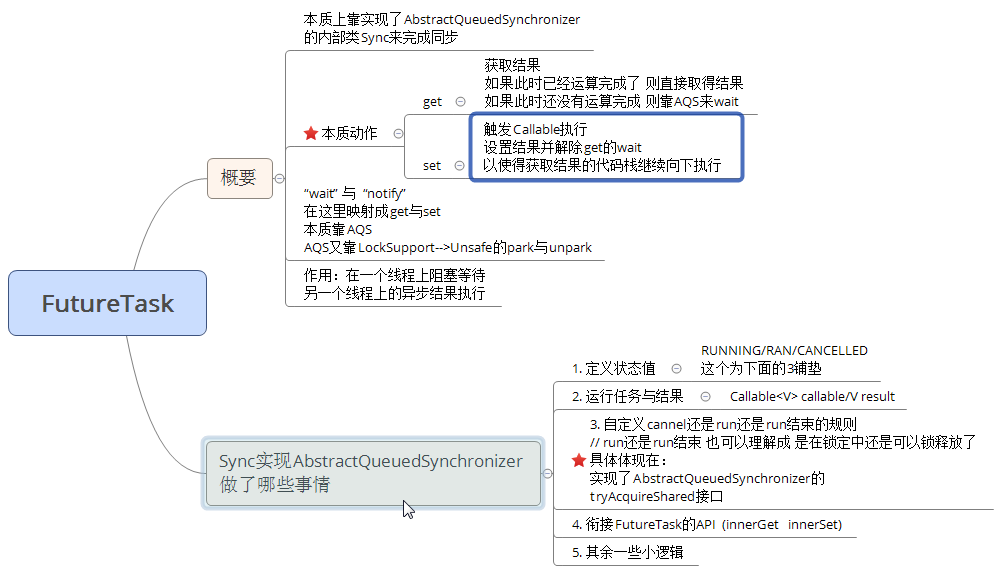 本质上靠实现了AbstractQueuedSynchronizer
的内部类Sync来完成同步
获取结果
如果此时已经运算完成了 则直接取得结果
如果此时还没有运算完成 则靠AQS来wait
get
本质动作
触发Callable执行
设置结果并解除get的wait
以使得获取结果的代码栈继续向下执行
set
概要
“wait” 与 “notify”
在这里映射成get与set
本质靠AQS
AQS又靠LockSupport-->Unsafe的park与unpark
作用：在一个线程上阻塞等待
另一个线程上的异步结果执行
FutureTask
RUNNING/RAN/CANCELLED
这个为下面的3铺垫
1. 定义状态值
2. 运行任务与结果
Callable<V> callable/V result
3. 自定义cannel还是run还是run结束的规则
// run还是run结束 也可以理解成 是在锁定中还是可以锁释放了
具体体现在：
实现了AbstractQueuedSynchronizer的
tryAcquireShared接口
Sync实现AbstractQueuedSynchronizer
做了哪些事情
4. 衔接FutureTask的API (innerGet innerSet)
5. 其余一些小逻辑